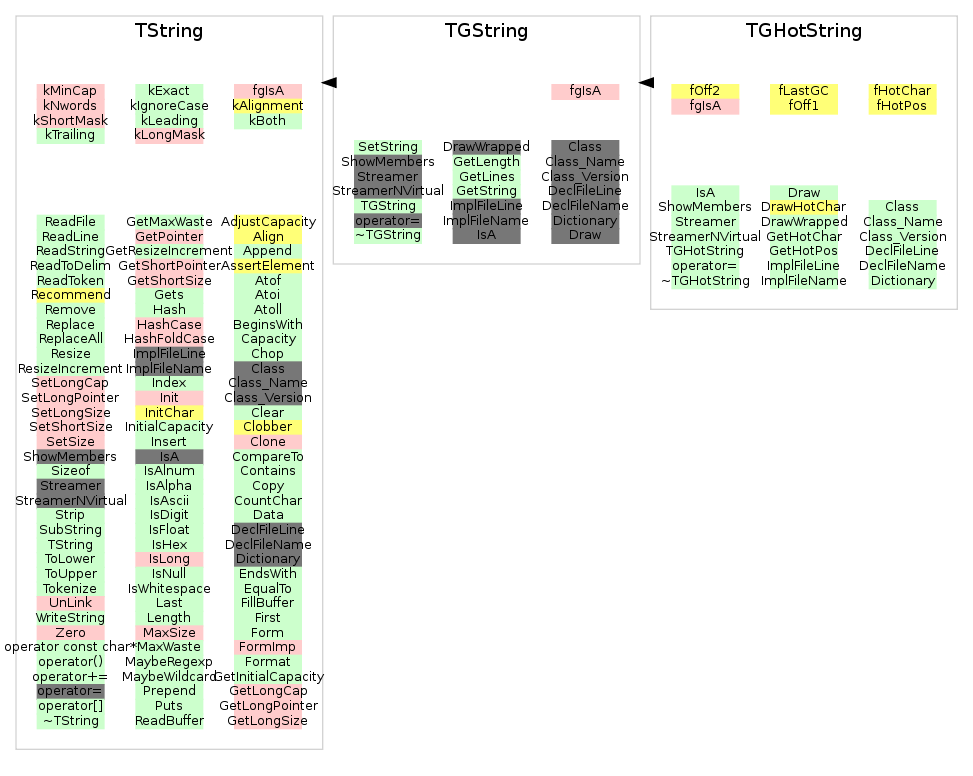 TString
kMinCap kExact fgIsA
kNwords kIgnoreCase kAlignment
kShortMask kLeading kBoth
kTrailing kLongMask
ReadFile GetMaxWaste AdjustCapacity
ReadLine GetPointer Align
ReadString GetResizeIncrement Append
ReadToDelim GetShortPointer AssertElement
ReadToken GetShortSize Atof
Recommend Gets Atoi
Remove Hash Atoll
Replace HashCase BeginsWith
ReplaceAll HashFoldCase Capacity
Resize ImplFileLine Chop
ResizeIncrement ImplFileName Class
SetLongCap Index Class_Name
SetLongPointer Init Class_Version
SetLongSize InitChar Clear
SetShortSize InitialCapacity Clobber
SetSize Insert Clone
ShowMembers IsA CompareTo
Sizeof IsAlnum Contains
Streamer IsAlpha Copy
StreamerNVirtual IsAscii CountChar
Strip IsDigit Data
SubString IsFloat DeclFileLine
TString IsHex DeclFileName
ToLower IsLong Dictionary
ToUpper IsNull EndsWith
Tokenize IsWhitespace EqualTo
UnLink Last FillBuffer
WriteString Length First
Zero MaxSize Form
operator const char* MaxWaste FormImp
operator() MaybeRegexp Format
operator+= MaybeWildcard GetInitialCapacity
operator= Prepend GetLongCap
operator[] Puts GetLongPointer
~TString ReadBuffer GetLongSize
TGString
fgIsA
SetString DrawWrapped Class
ShowMembers GetLength Class_Name
Streamer GetLines Class_Version
StreamerNVirtual GetString DeclFileLine
TGString ImplFileLine DeclFileName
operator= ImplFileName Dictionary
~TGString IsA Draw
TGHotString
fOff2 fLastGC fHotChar
fgIsA fOff1 fHotPos
IsA Draw
ShowMembers DrawHotChar Class
Streamer DrawWrapped Class_Name
StreamerNVirtual GetHotChar Class_Version
TGHotString GetHotPos DeclFileLine
operator= ImplFileLine DeclFileName
~TGHotString ImplFileName Dictionary